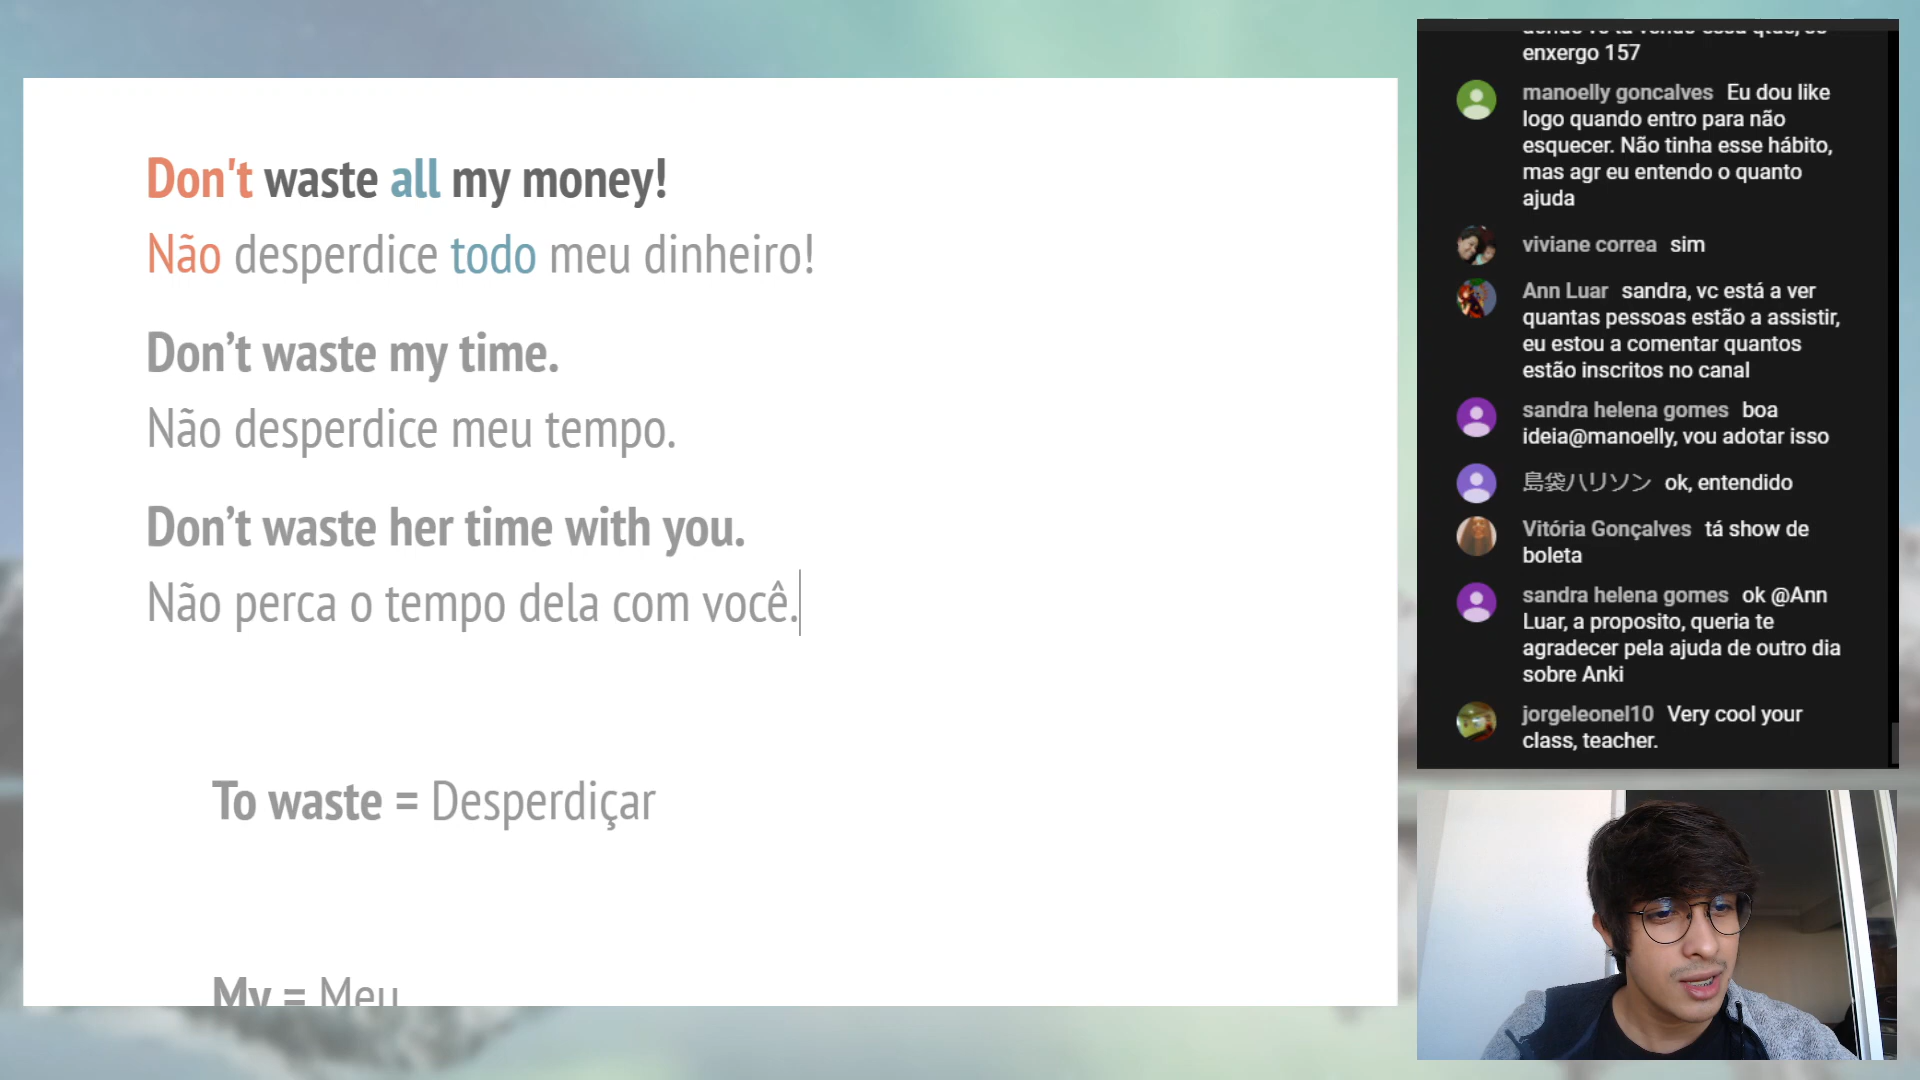 Don't waste all my money!
Não desperdice todo meu dinheiro!
Don’t waste my time.
Não desperdice meu tempo.
Don’t waste her time with you.
Não perca o tempo dela com você.
To waste = Desperdiçar
My = Meu
enxergo 157
manoelly goncalves Eu dou like
logo quando entro para não
esquecer. Não tinha esse hábito,
mas agr eu entendo o quanto
ajuda
viviane correa sim
Ann Luar sandra, vc está a ver
quantas pessoas estão a assistir,
eu estou a comentar quantos
estão inscritos no canal
sandra helena gomes boa
ideia@manoelly, vou adotar isso
島袋ハリソン ok, entendido
Vitória Gonçalves tá show de
boleta
sandra helena gomes ok @Ann
Luar, a proposito, queria te
agradecer pela ajuda de outro dia
sobre Anki
jorgeleonel10 Very cool your
class, teacher.